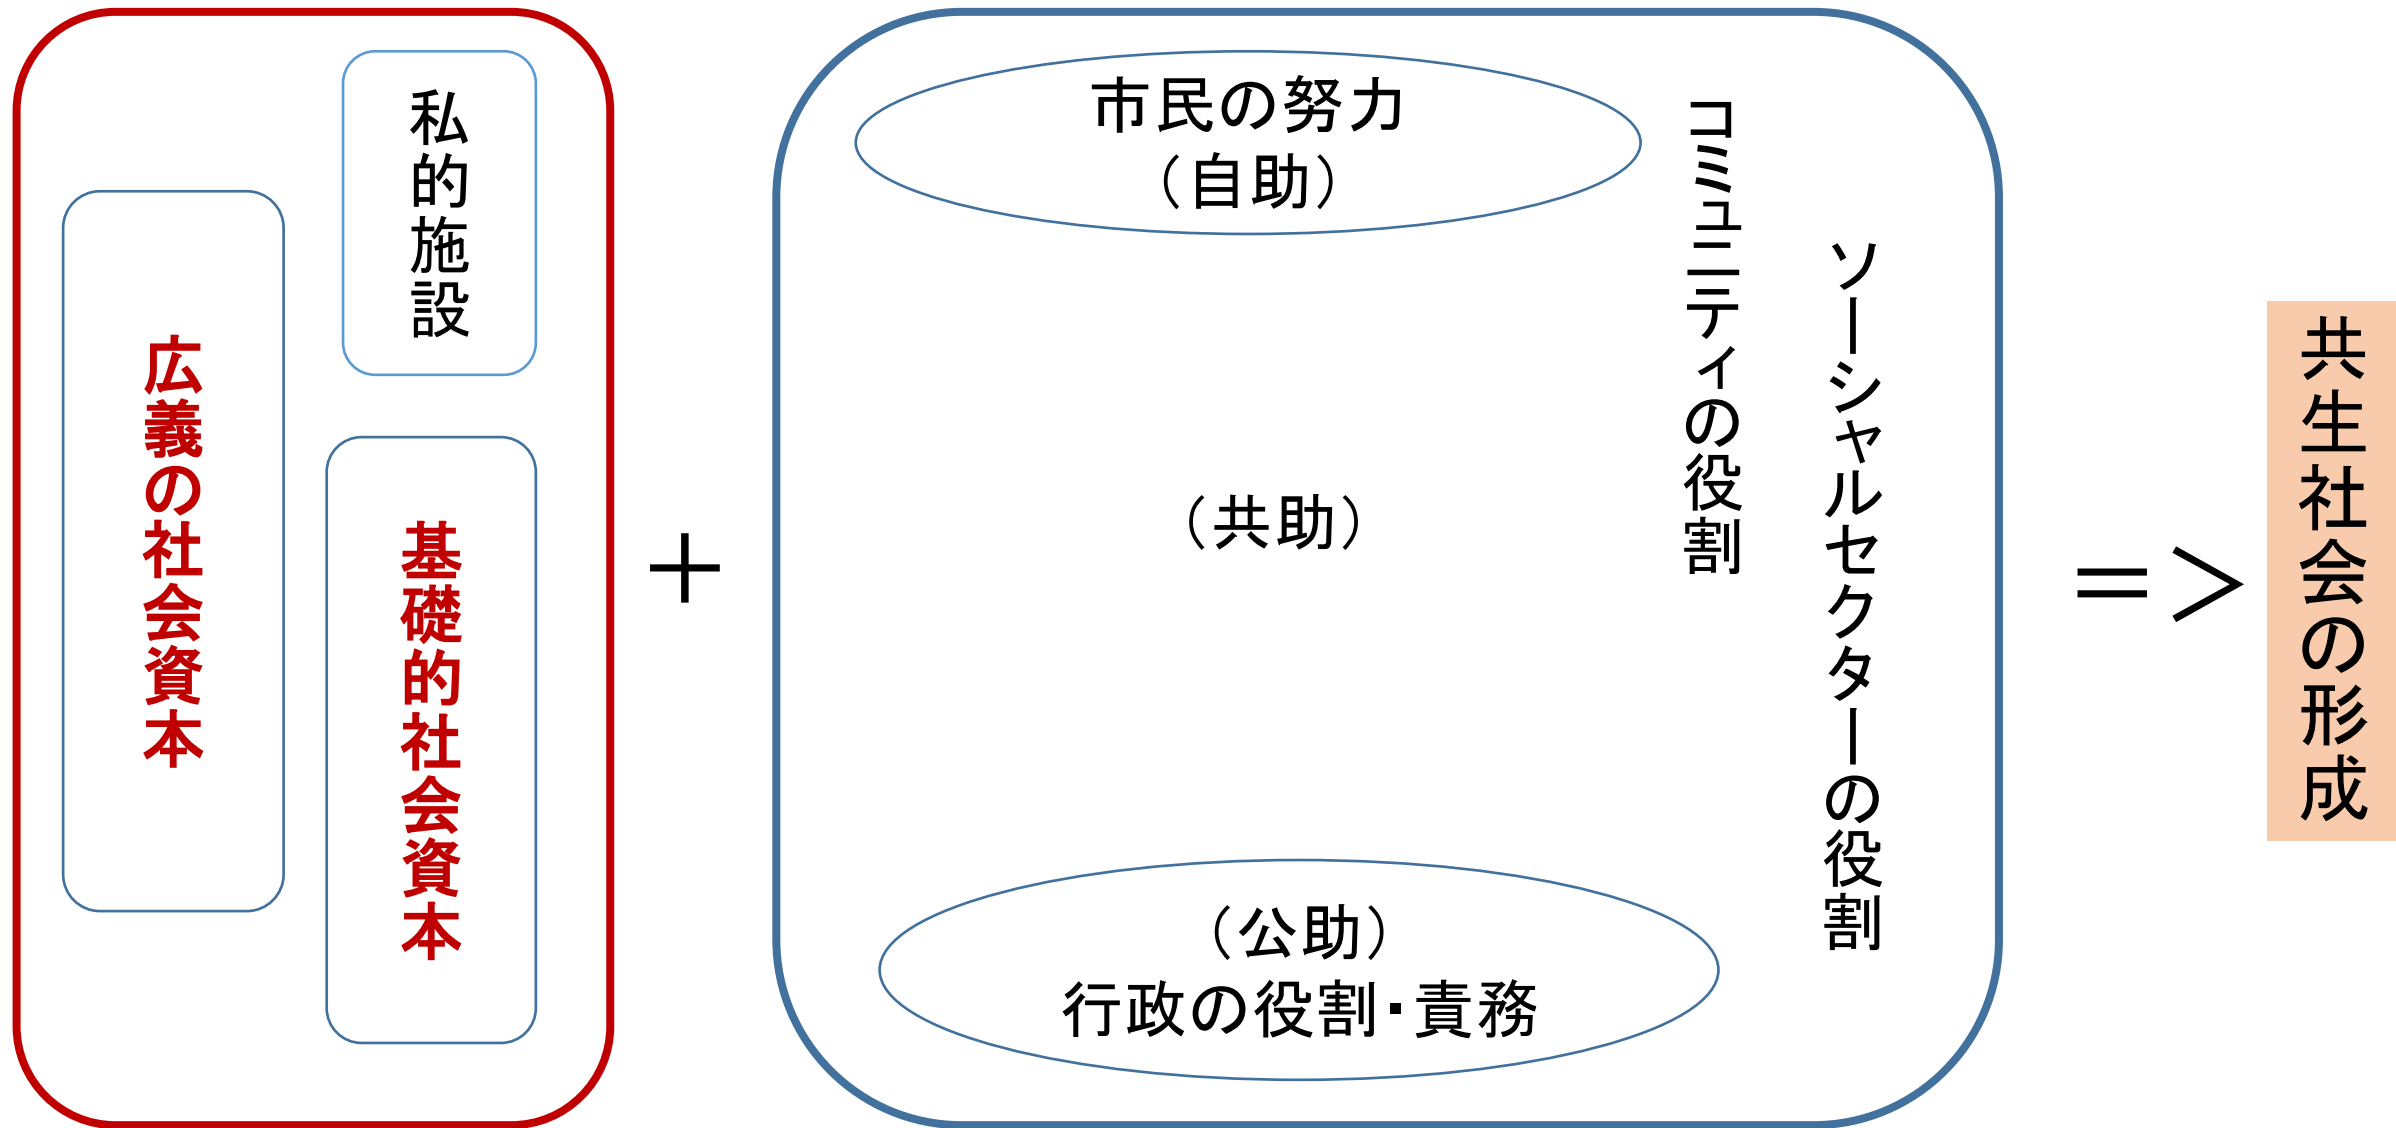 広義の社会資本
私的施設
基礎的社会資本
＋
市民の努力
（自助）
（共助）
（公助）
行政の役割・責務
コミュニティの役割
ソーシャルセクターの役割
＝＞
共生社会の形成